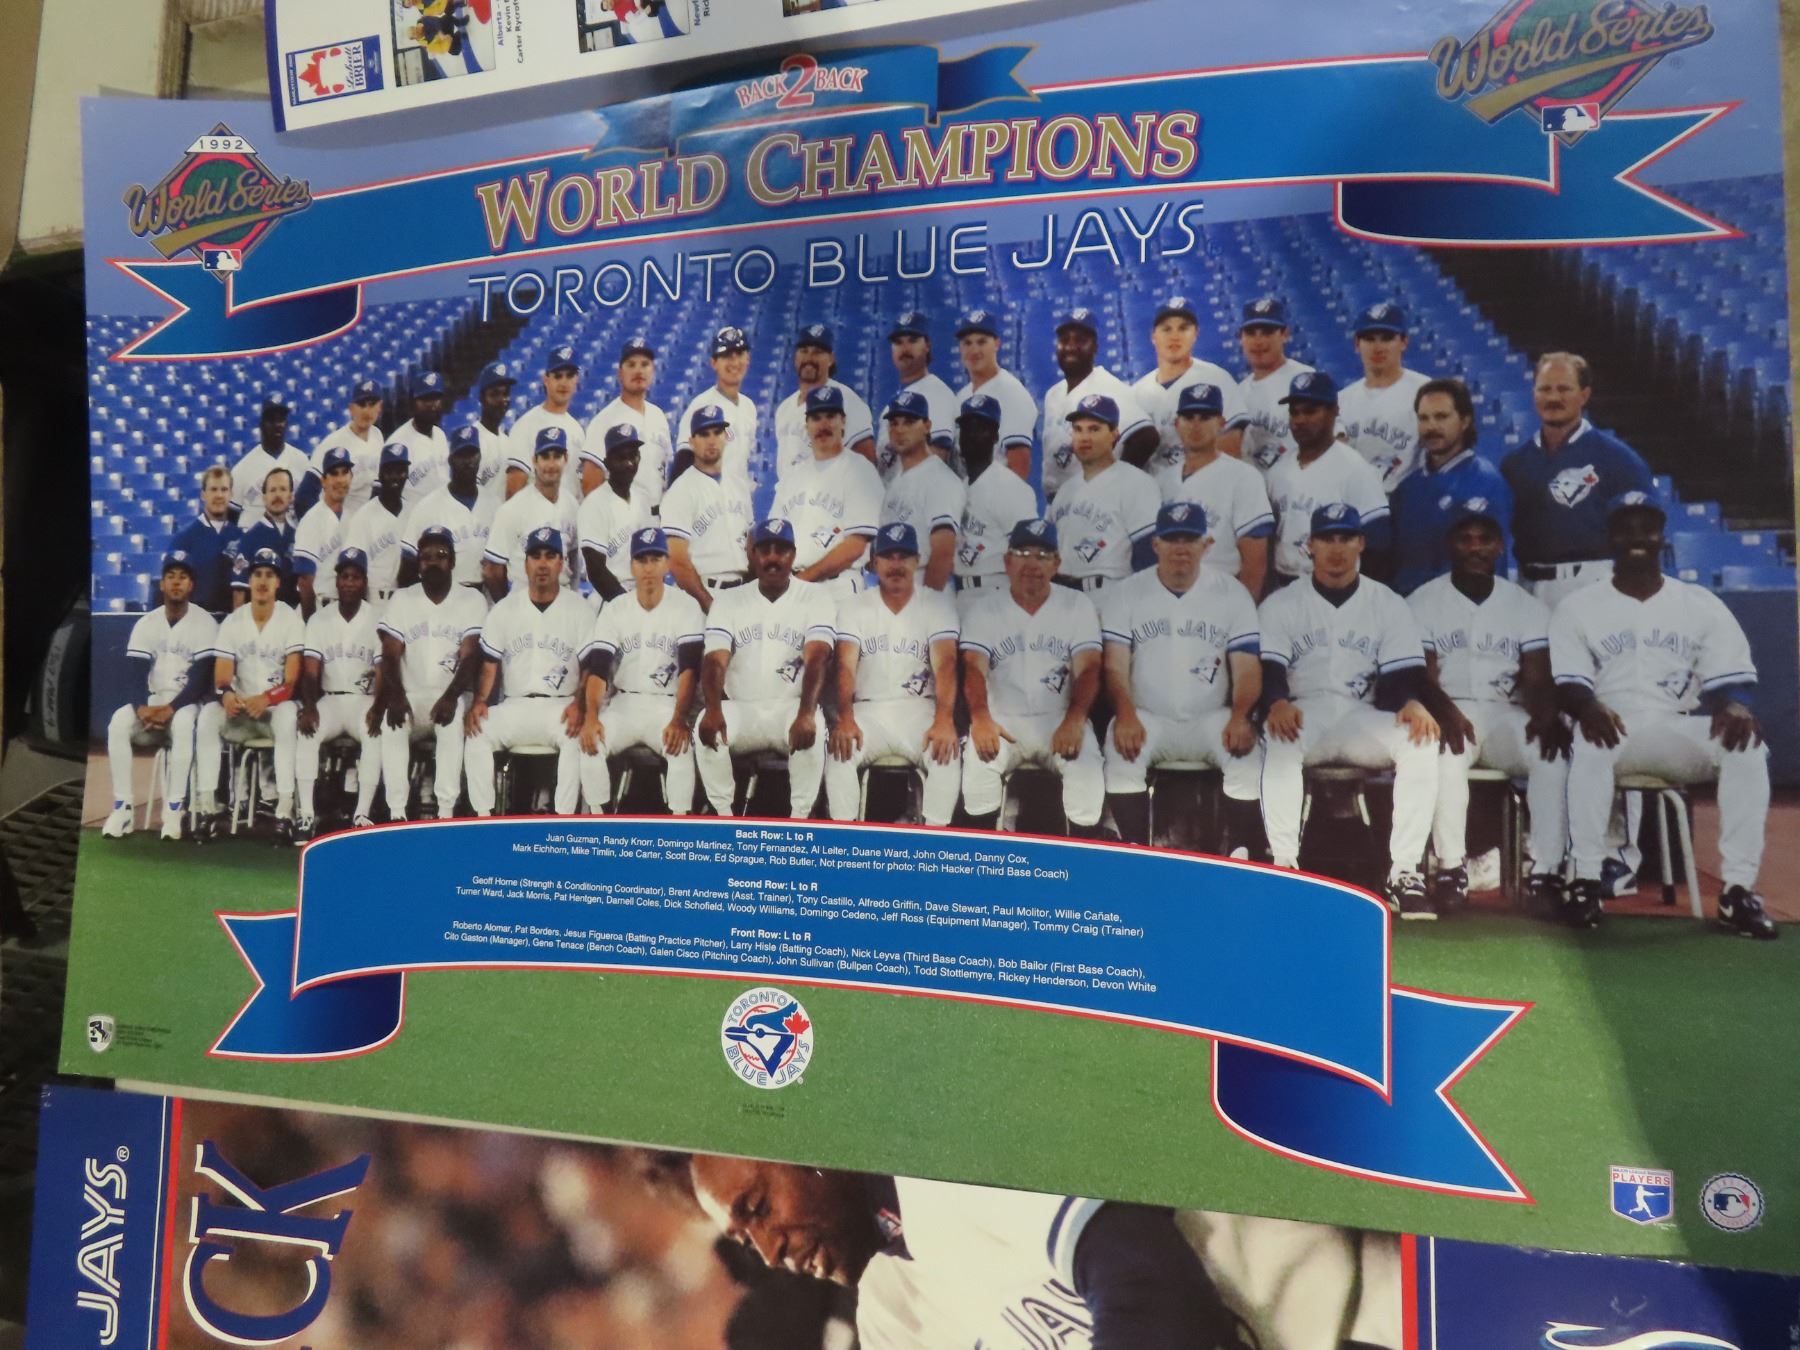 Labatt
BRIER
Alberta -
Kevin
Carter Rycroft
BACK 2 BACK
1992
World Series
World Series
WORLD CHAMPIONS
TORONTO BLUE JAYS
Back Row: L to R
Juan Guzman, Randy Knorr, Domingo Martinez, Tony Fernandez, Al Leiter, Duane Ward, John Olerud, Danny Cox,
Mark Eichhorn, Mike Timlin, Joe Carter, Scott Brow, Ed Sprague, Rob Butler, Not present for photo: Rich Hacker (Third Base Coach)
Second Row: L to R
Geoff Horne (Strength & Conditioning Coordinator), Brent Andrews (Asst. Trainer), Tony Castillo, Alfredo Griffin, Dave Stewart, Paul Molitor, Willie Cañate,
Turner Ward, Jack Morris, Pat Hentgen, Darnell Coles, Dick Schofield, Woody Williams, Domingo Cedeno, Jeff Ross (Equipment Manager), Tommy Craig (Trainer)
Front Row: L to R
Roberto Alomar, Pat Borders, Jesus Figueroa (Batting Practice Pitcher), Larry Hisle (Batting Coach), Nick Leyva (Third Base Coach), Bob Bailor (First Base Coach),
Cito Gaston (Manager), Gene Tenace (Bench Coach), Galen Cisco (Pitching Coach), John Sullivan (Bullpen Coach), Todd Stottlemyre, Rickey Henderson, Devon White
TORONTO
BLUE JAYS
PLAYERS
JAYS®
CK